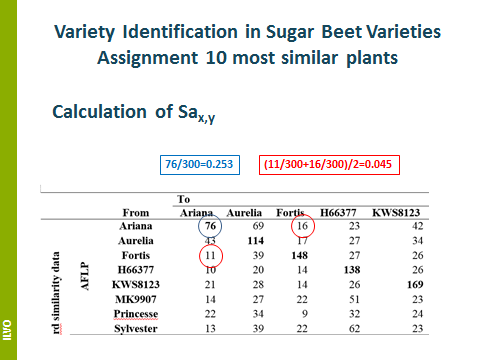 Variety Identification in Sugar Beet Varieties
Assignment 10 most similar plants
Calculation of Sax,y
76/300=0.253 (11/300+16/300)/2=0.045
To
From Ariana Aurelia Fortis H66377 KWS8123
Ariana 76 69 16 23 42
Aurelia 43 114 17 27 34
Fortis 11 39 148 27 26
H66377 10 20 14 138 26
KWS8123 21 28 14 26 169
MK9907 14 27 22 51 23
Princesse 22 34 9 32 24
Sylvester 13 39 22 62 23
rd similarity data
AFLP
ILVO